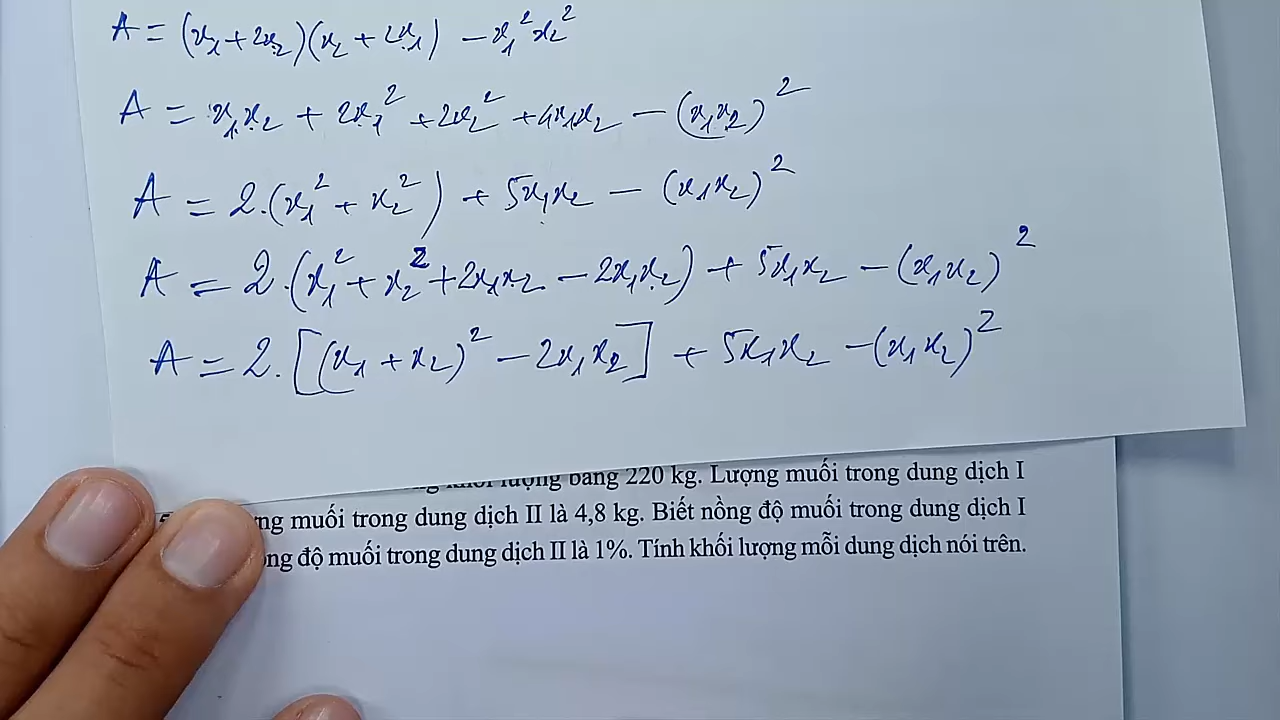 A = (x₁ + 2x₂)(x₂ + 2x₁) - x₁²x₂²
A = x₁x₂ + 2x₁² + 2x₂² + 4x₁x₂ - (x₁x₂)²
A = 2.(x₁² + x₂²) + 5x₁x₂ - (x₁x₂)²
A = 2.(x₁² + x₂² + 2x₁x₂ - 2x₁x₂) + 5x₁x₂ - (x₁x₂)²
A = 2.[(x₁ + x₂)² - 2x₁x₂] + 5x₁x₂ - (x₁x₂)²
lượng bằng 220 kg. Lượng muối trong dung dịch I
muối trong dung dịch II là 4,8 kg. Biết nồng độ muối trong dung dịch I
độ muối trong dung dịch II là 1%. Tính khối lượng mỗi dung dịch nói trên.